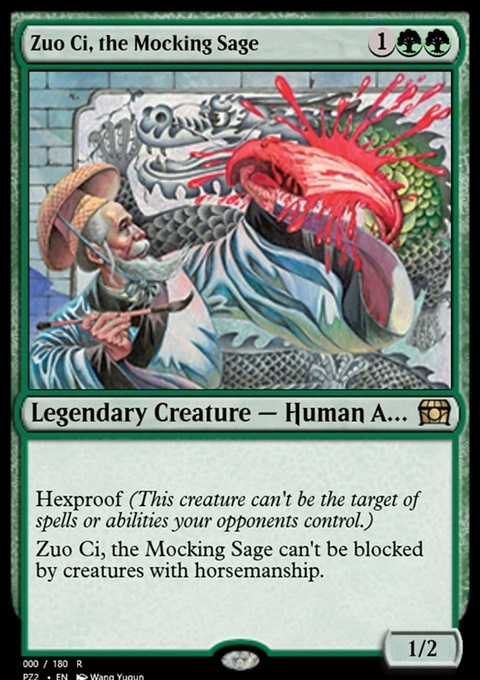 Zuo Ci, the Mocking Sage 1
Legendary Creature — Human A...
Hexproof (This creature can't be the target of
spells or abilities your opponents control.)
Zuo Ci, the Mocking Sage can't be blocked
by creatures with horsemanship.
1/2
000 / 180 R
PZ2 • EN Wang Yuqun